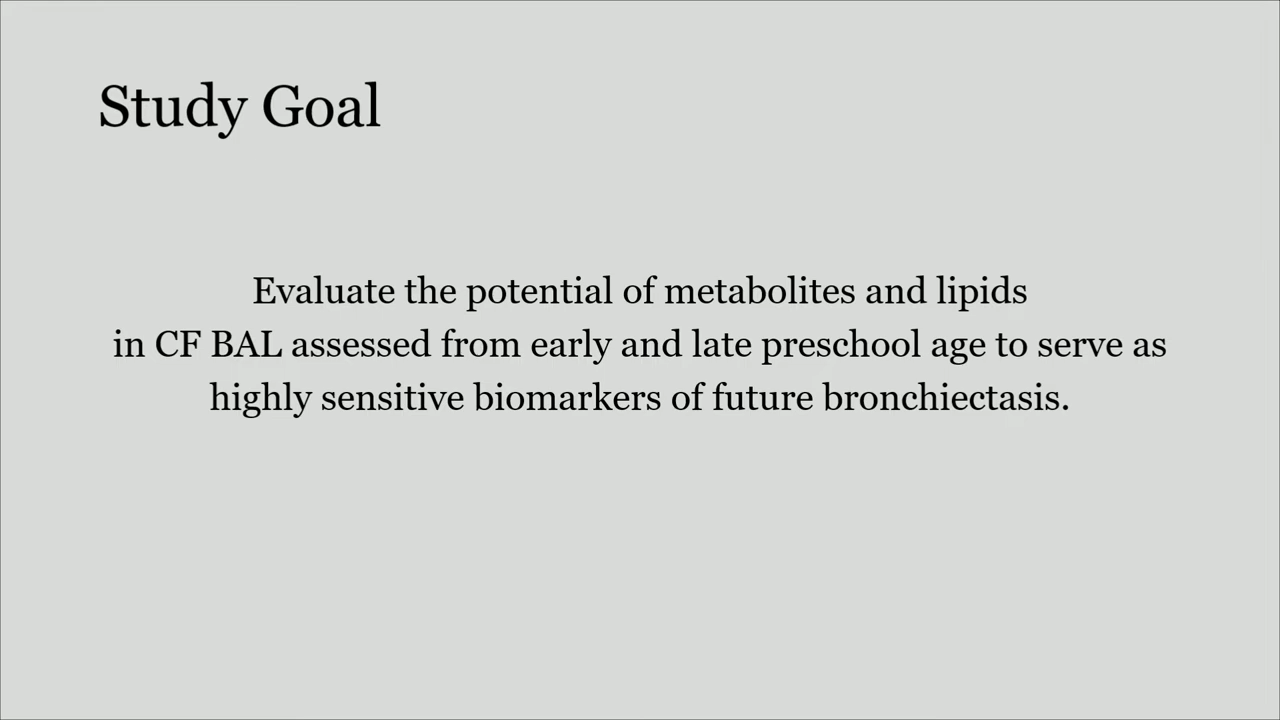 Study Goal
Evaluate the potential of metabolites and lipids
in CF BAL assessed from early and late preschool age to serve as
highly sensitive biomarkers of future bronchiectasis.